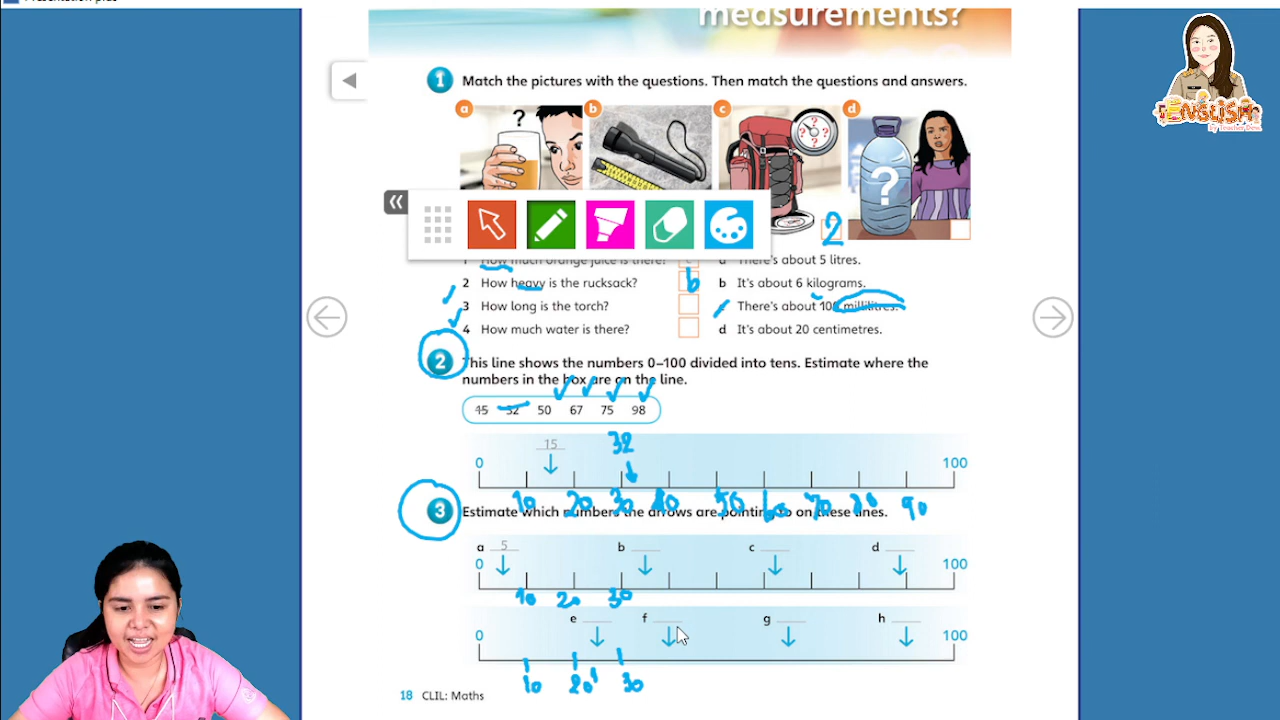 Presentation plus
measurements?
ENGLISH
by Teacher Dew
1 Match the pictures with the questions. Then match the questions and answers.
a b c d
?
?
2
1 How much orange juice is there? c a There's about 5 litres.
2 How heavy is the rucksack? b b It's about 6 kilograms.
3 How long is the torch? c There's about 100 millilitres.
4 How much water is there? d It's about 20 centimetres.
2 This line shows the numbers 0–100 divided into tens. Estimate where the
numbers in the box are on the line.
15 32 50 67 75 98
15 32
0 100
10 20 30 40 50 60 70 80 90
3 Estimate which numbers the arrows are pointing to on these lines.
a 5 b c d
0 100
10 20 30
e f g h
0 100
10 20 30
18 CLIL: Maths